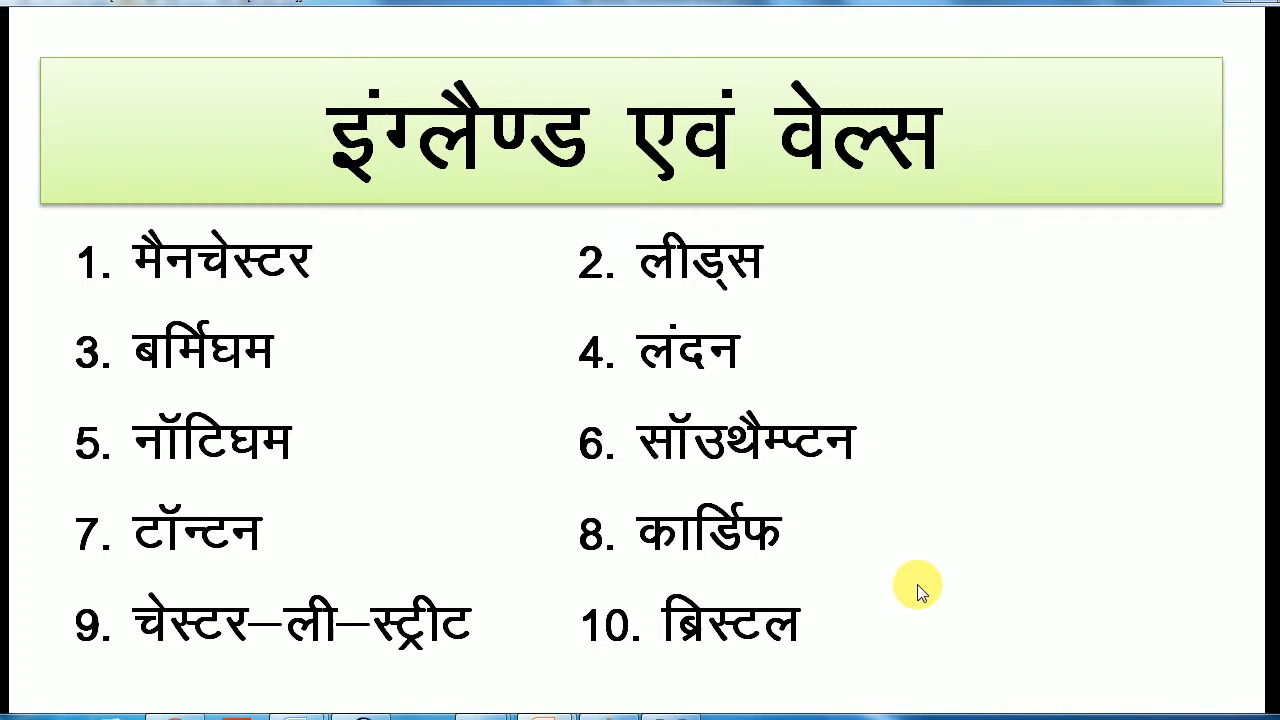 इंग्लैण्ड एवं वेल्स
1. मैनचेस्टर 2. लीड्स
3. बर्मिंघम 4. लंदन
5. नॉटिघम 6. सॉउथैम्प्टन
7. टॉन्टन 8. कार्डिफ
9. चेस्टर–ली–स्ट्रीट 10. ब्रिस्टल